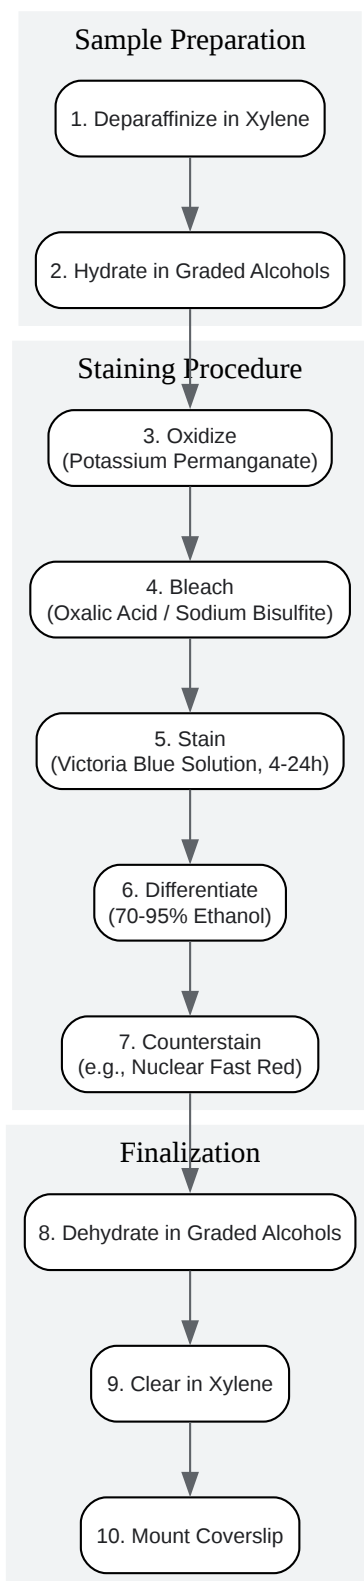 Sample Preparation
1. Deparaffinize in Xylene
2. Hydrate in Graded Alcohols
Staining Procedure
3. Oxidize
(Potassium Permanganate)
4. Bleach
(Oxalic Acid / Sodium Bisulfite)
5. Stain
(Victoria Blue Solution, 4-24h)
6. Differentiate
(70-95% Ethanol)
7. Counterstain
(e.g., Nuclear Fast Red)
Finalization
8. Dehydrate in Graded Alcohols
9. Clear in Xylene
10. Mount Coverslip